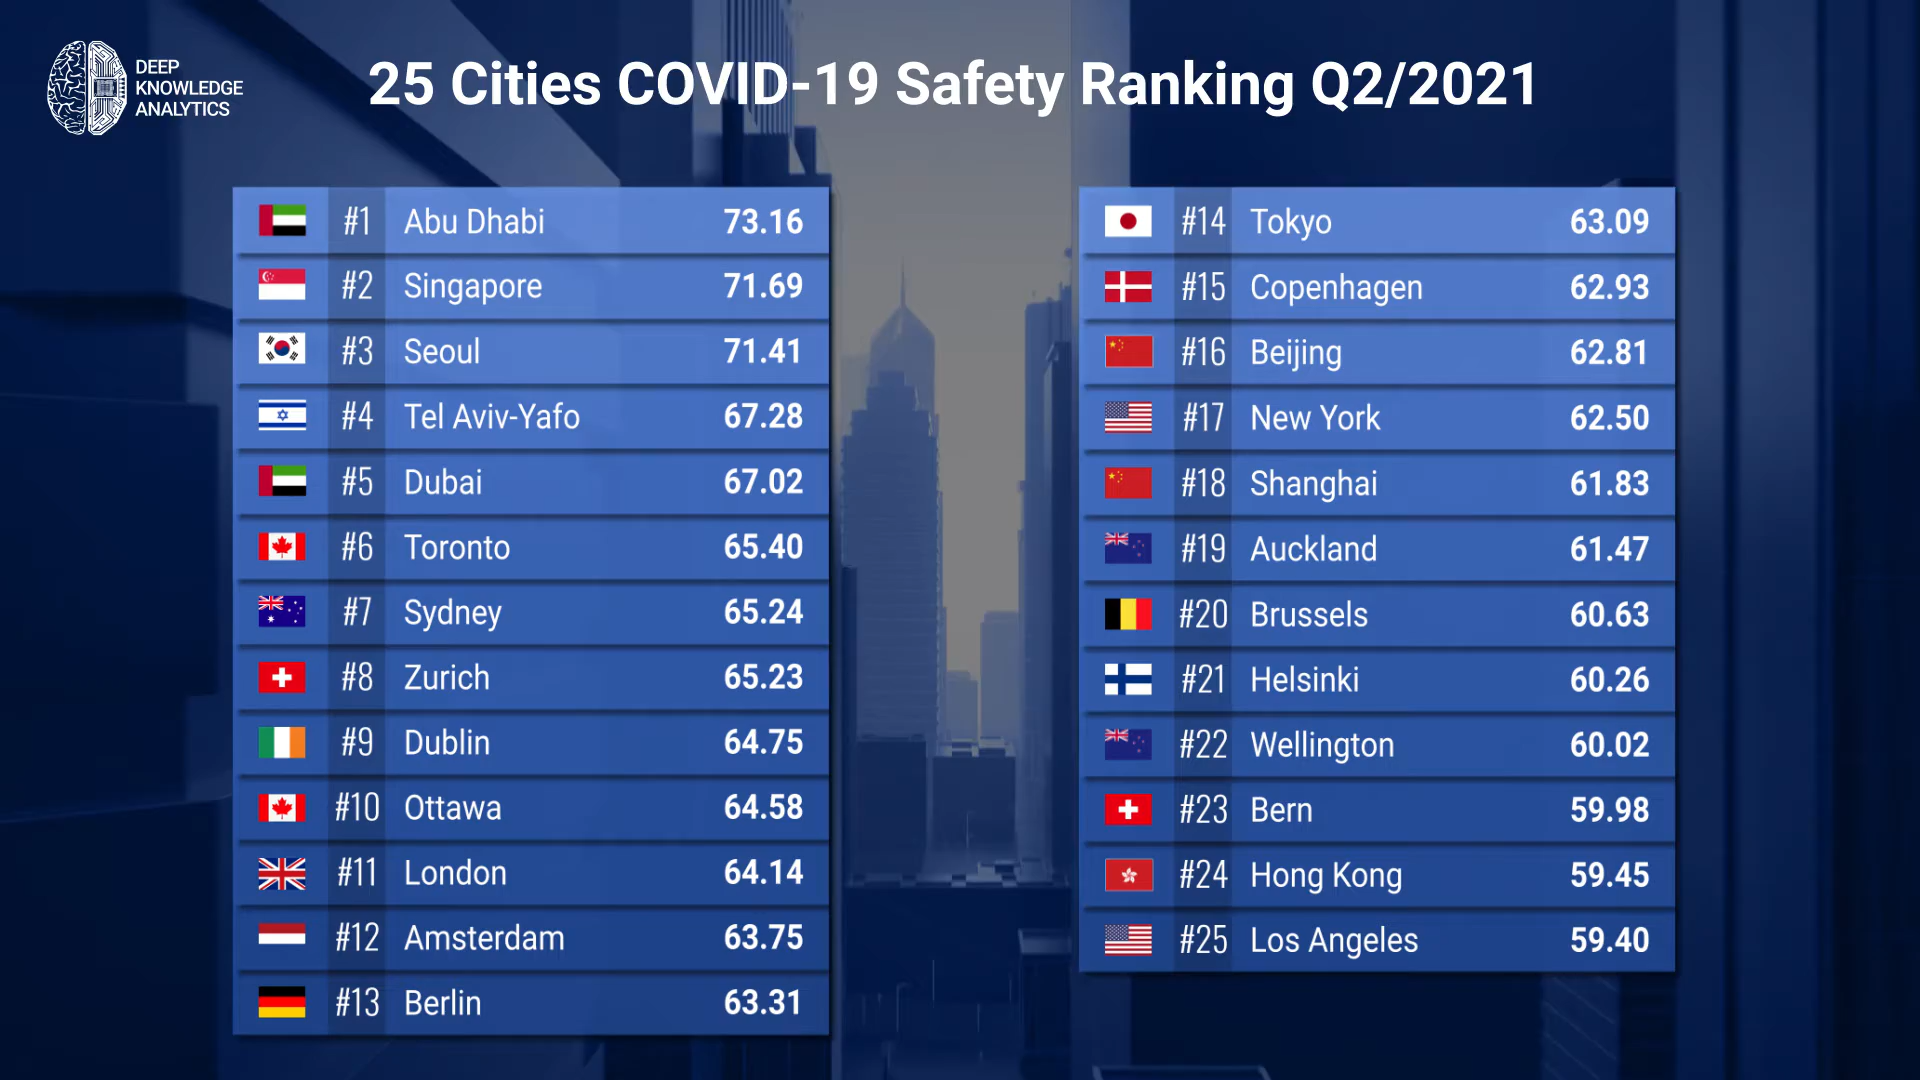 DEEP
KNOWLEDGE
ANALYTICS
25 Cities COVID-19 Safety Ranking Q2/2021
#1 Abu Dhabi 73.16
#2 Singapore 71.69
#3 Seoul 71.41
#4 Tel Aviv-Yafo 67.28
#5 Dubai 67.02
#6 Toronto 65.40
#7 Sydney 65.24
#8 Zurich 65.23
#9 Dublin 64.75
#10 Ottawa 64.58
#11 London 64.14
#12 Amsterdam 63.75
#13 Berlin 63.31
#14 Tokyo 63.09
#15 Copenhagen 62.93
#16 Beijing 62.81
#17 New York 62.50
#18 Shanghai 61.83
#19 Auckland 61.47
#20 Brussels 60.63
#21 Helsinki 60.26
#22 Wellington 60.02
#23 Bern 59.98
#24 Hong Kong 59.45
#25 Los Angeles 59.40